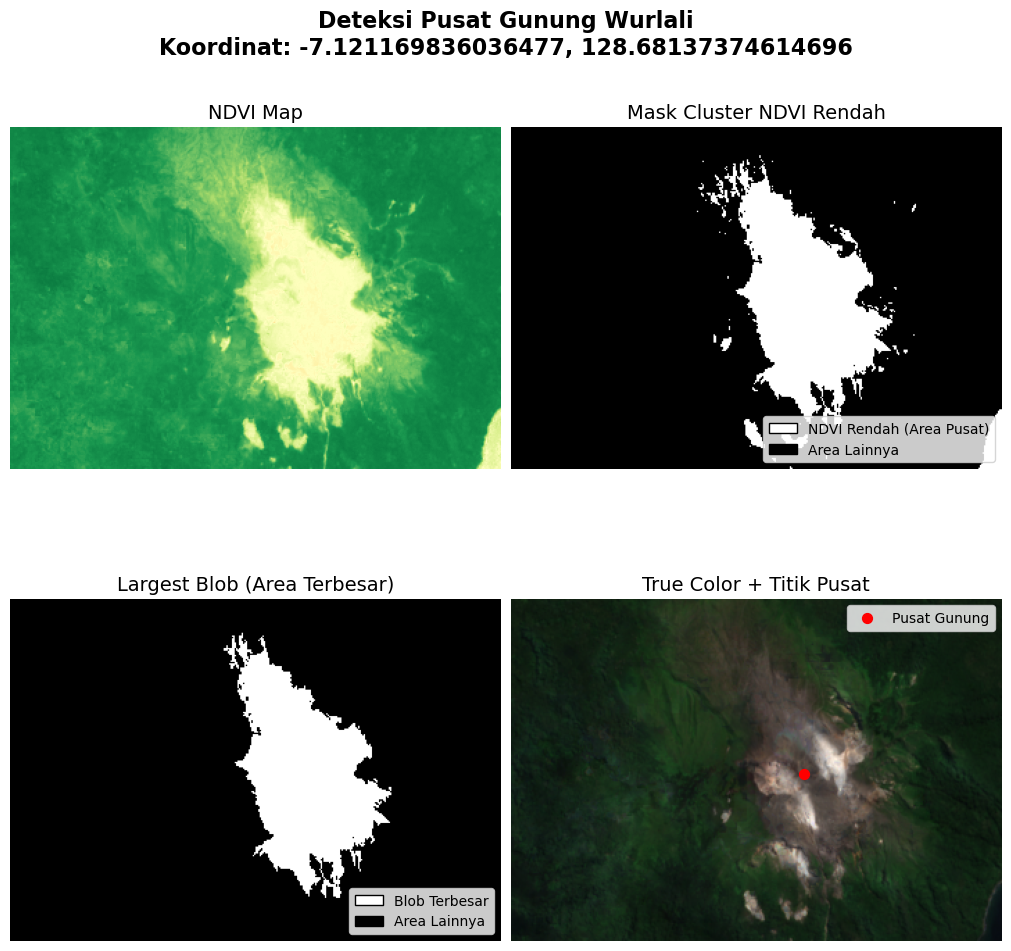 Deteksi Pusat Gunung Wurlali
Koordinat: -7.121169836036477, 128.68137374614696
NDVI Map
Mask Cluster NDVI Rendah
NDVI Rendah (Area Pusat)
Area Lainnya
Largest Blob (Area Terbesar)
True Color + Titik Pusat
Blob Terbesar
Area Lainnya
Pusat Gunung